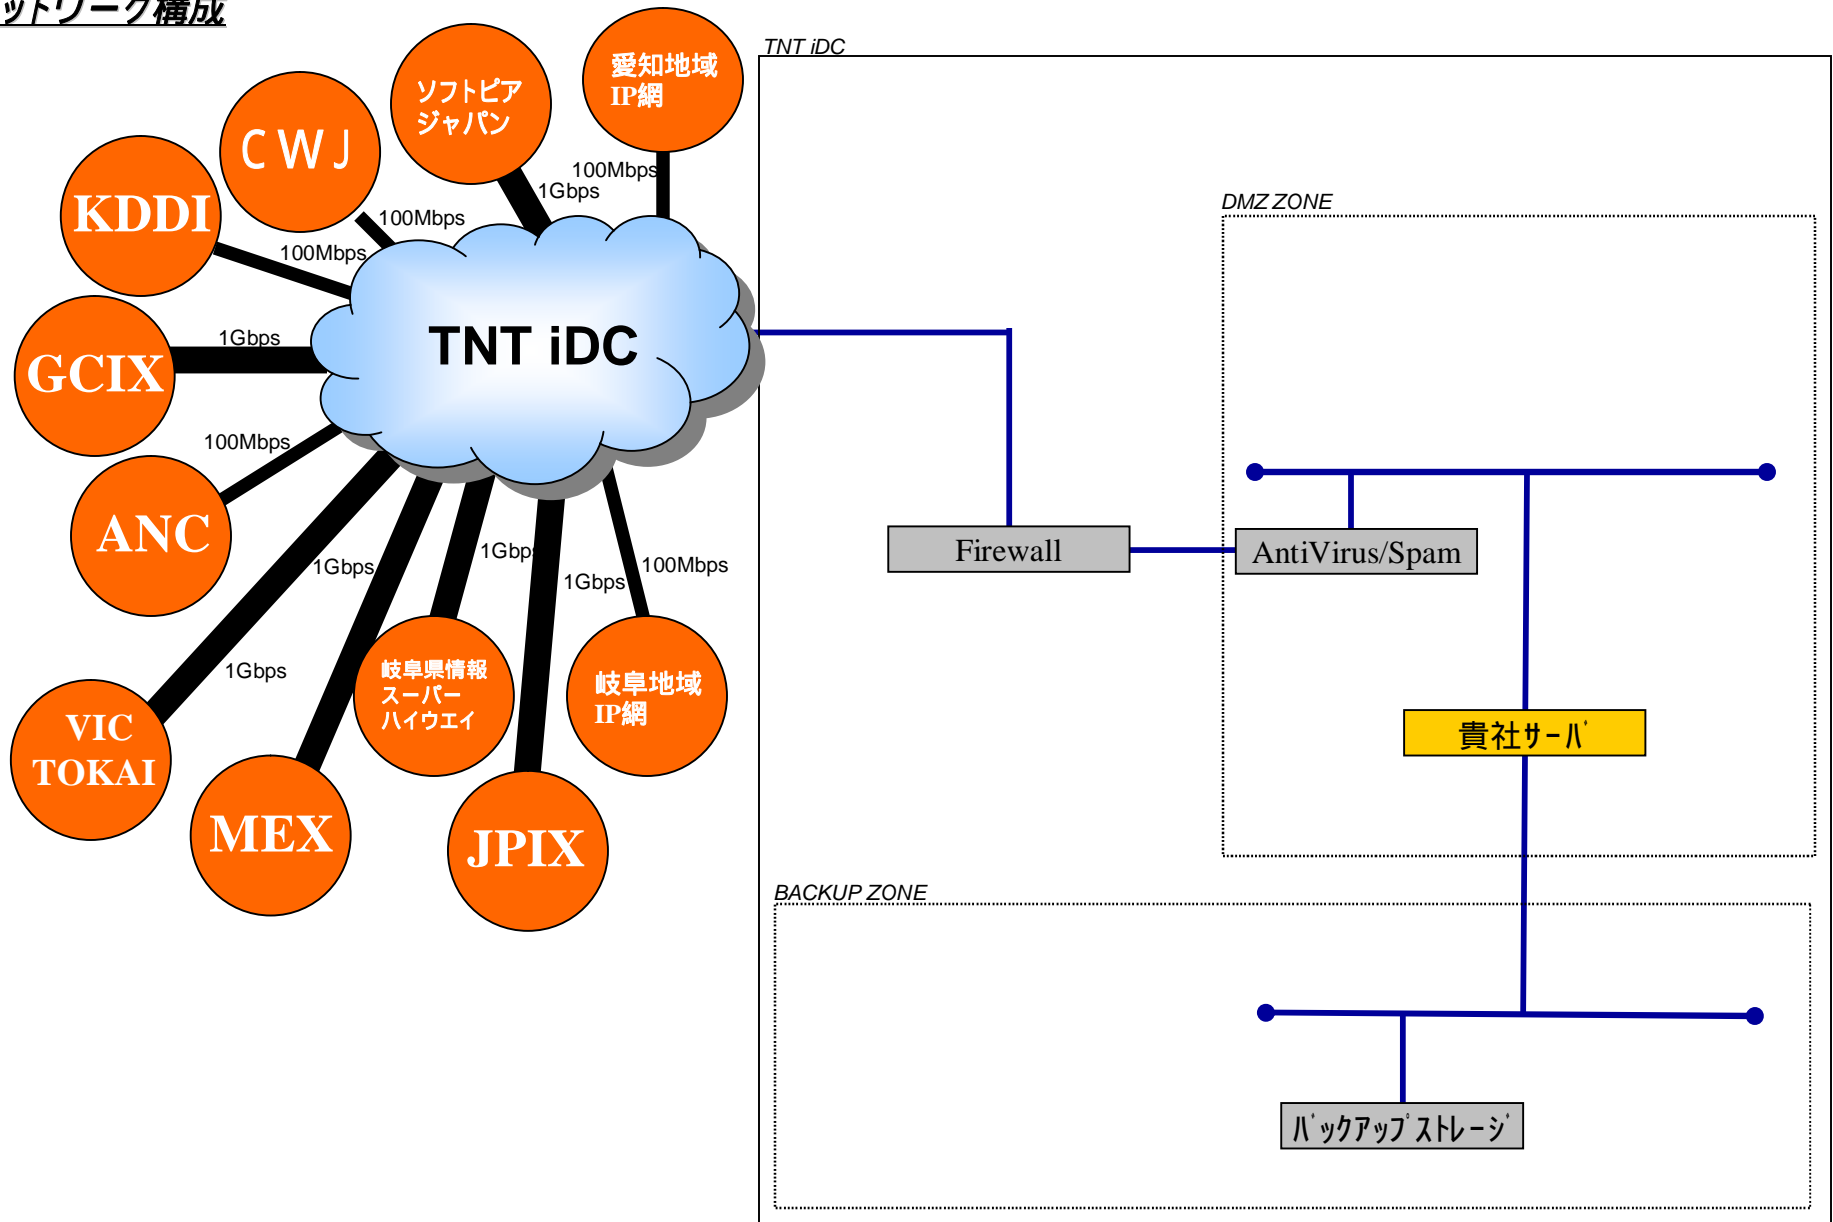 ットワーク構成
TNT iDC
愛知地域
IP網
ソフトピア
ジャパン
CWJ
KDDI
100Mbps
1Gbps
100Mbps
100Mbps
DMZ ZONE
GCIX
1Gbps
TNT iDC
100Mbps
ANC
1Gbps
1Gbps
1Gbps
100Mbps
Firewall
AntiVirus/Spam
1Gbps
岐阜県情報
スーパー
ハイウエイ
岐阜地域
IP網
VIC
TOKAI
貴社ｻｰﾊﾞ
MEX
JPIX
BACKUP ZONE
ﾊﾞｯｸｱｯﾌﾟｽﾄﾚｰｼﾞ